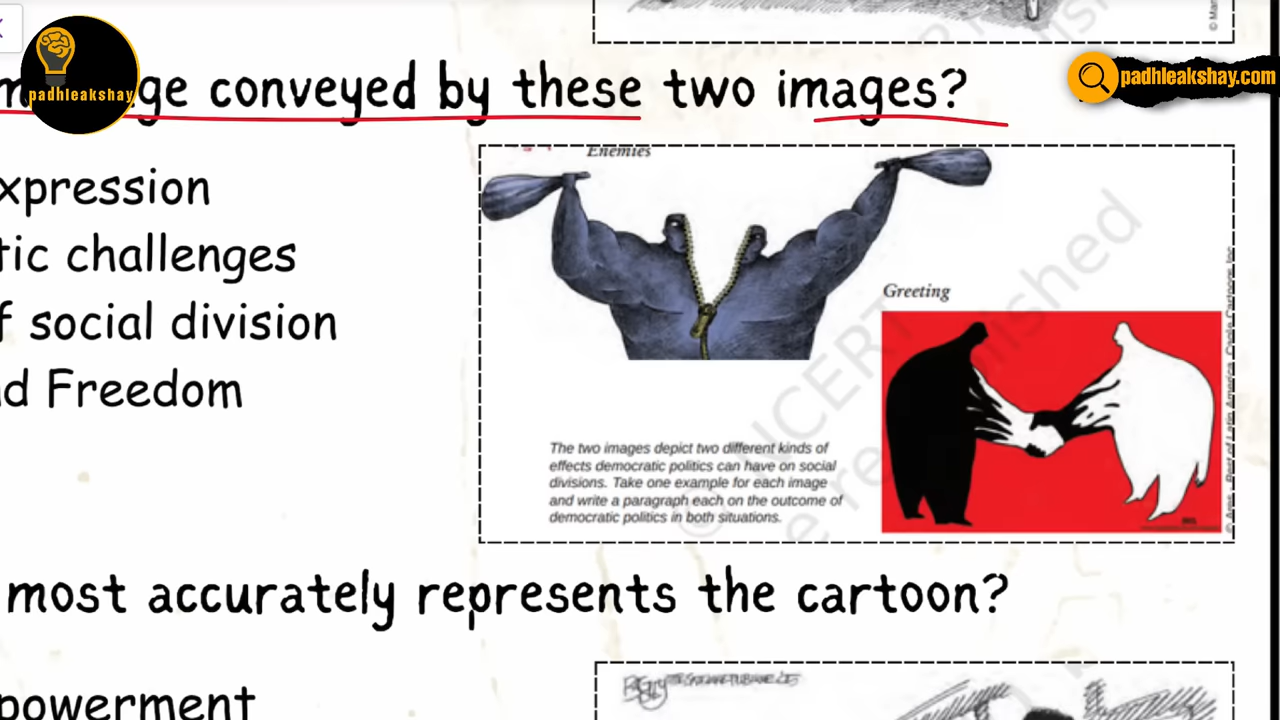 padhleakshay
ge conveyed by these two images?
padhleakshay.com
xpression
tic challenges
f social division
d Freedom
Enemies
Greeting
The two images depict two different kinds of
effects democratic politics can have on social
divisions. Take one example for each image
and write a paragraph each on the outcome of
democratic politics in both situations.
most accurately represents the cartoon?
powerment